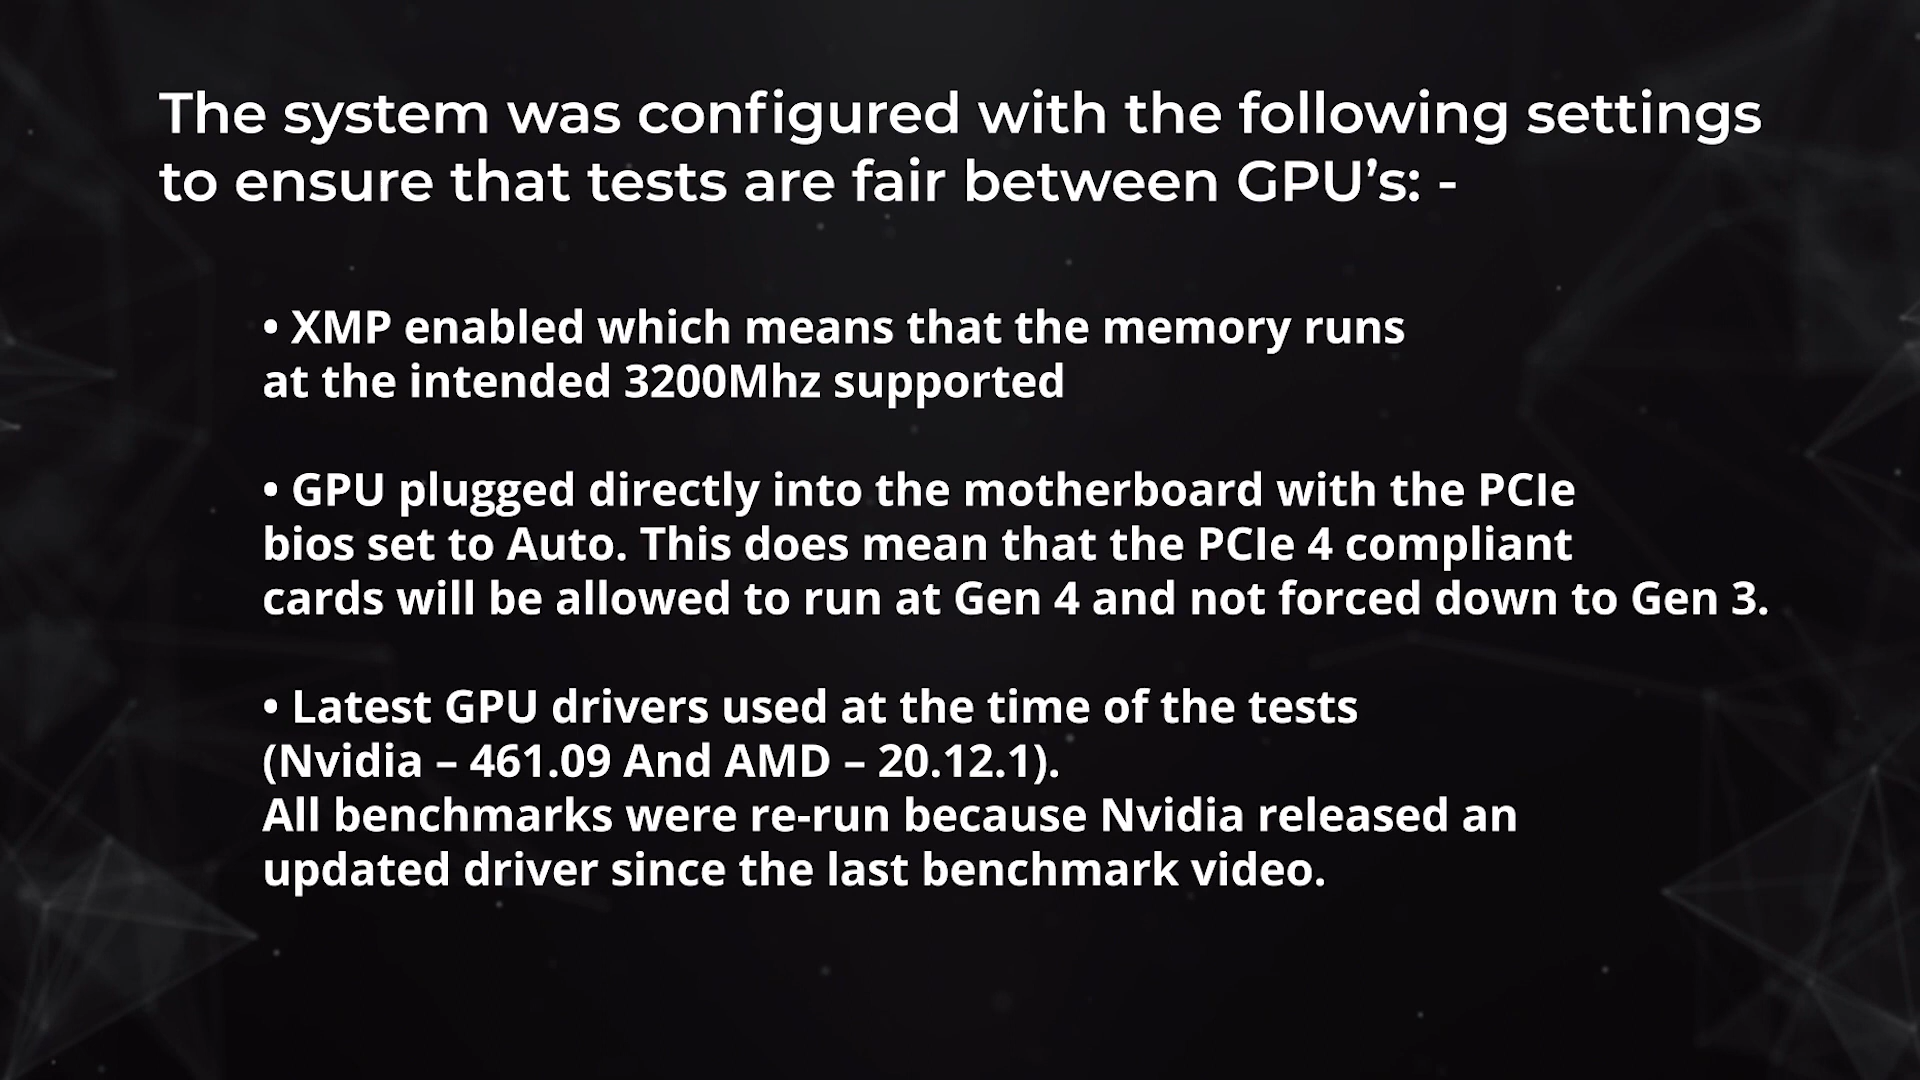 The system was configured with the following settings
to ensure that tests are fair between GPU’s: -
• XMP enabled which means that the memory runs
at the intended 3200Mhz supported
• GPU plugged directly into the motherboard with the PCIe
bios set to Auto. This does mean that the PCIe 4 compliant
cards will be allowed to run at Gen 4 and not forced down to Gen 3.
• Latest GPU drivers used at the time of the tests
(Nvidia – 461.09 And AMD – 20.12.1).
All benchmarks were re-run because Nvidia released an
updated driver since the last benchmark video.